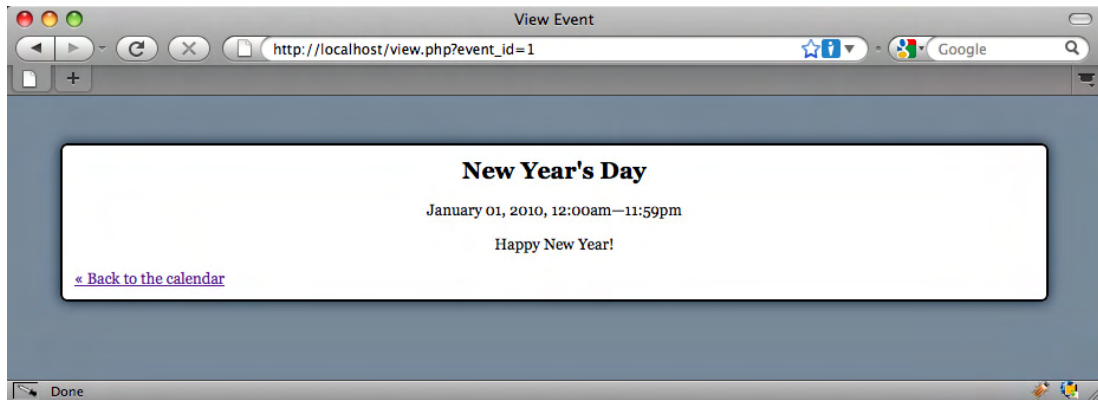 View Event
http://localhost/view.php?event_id=1
Google
New Year's Day
January 01, 2010, 12:00am—11:59pm
Happy New Year!
« Back to the calendar
Done